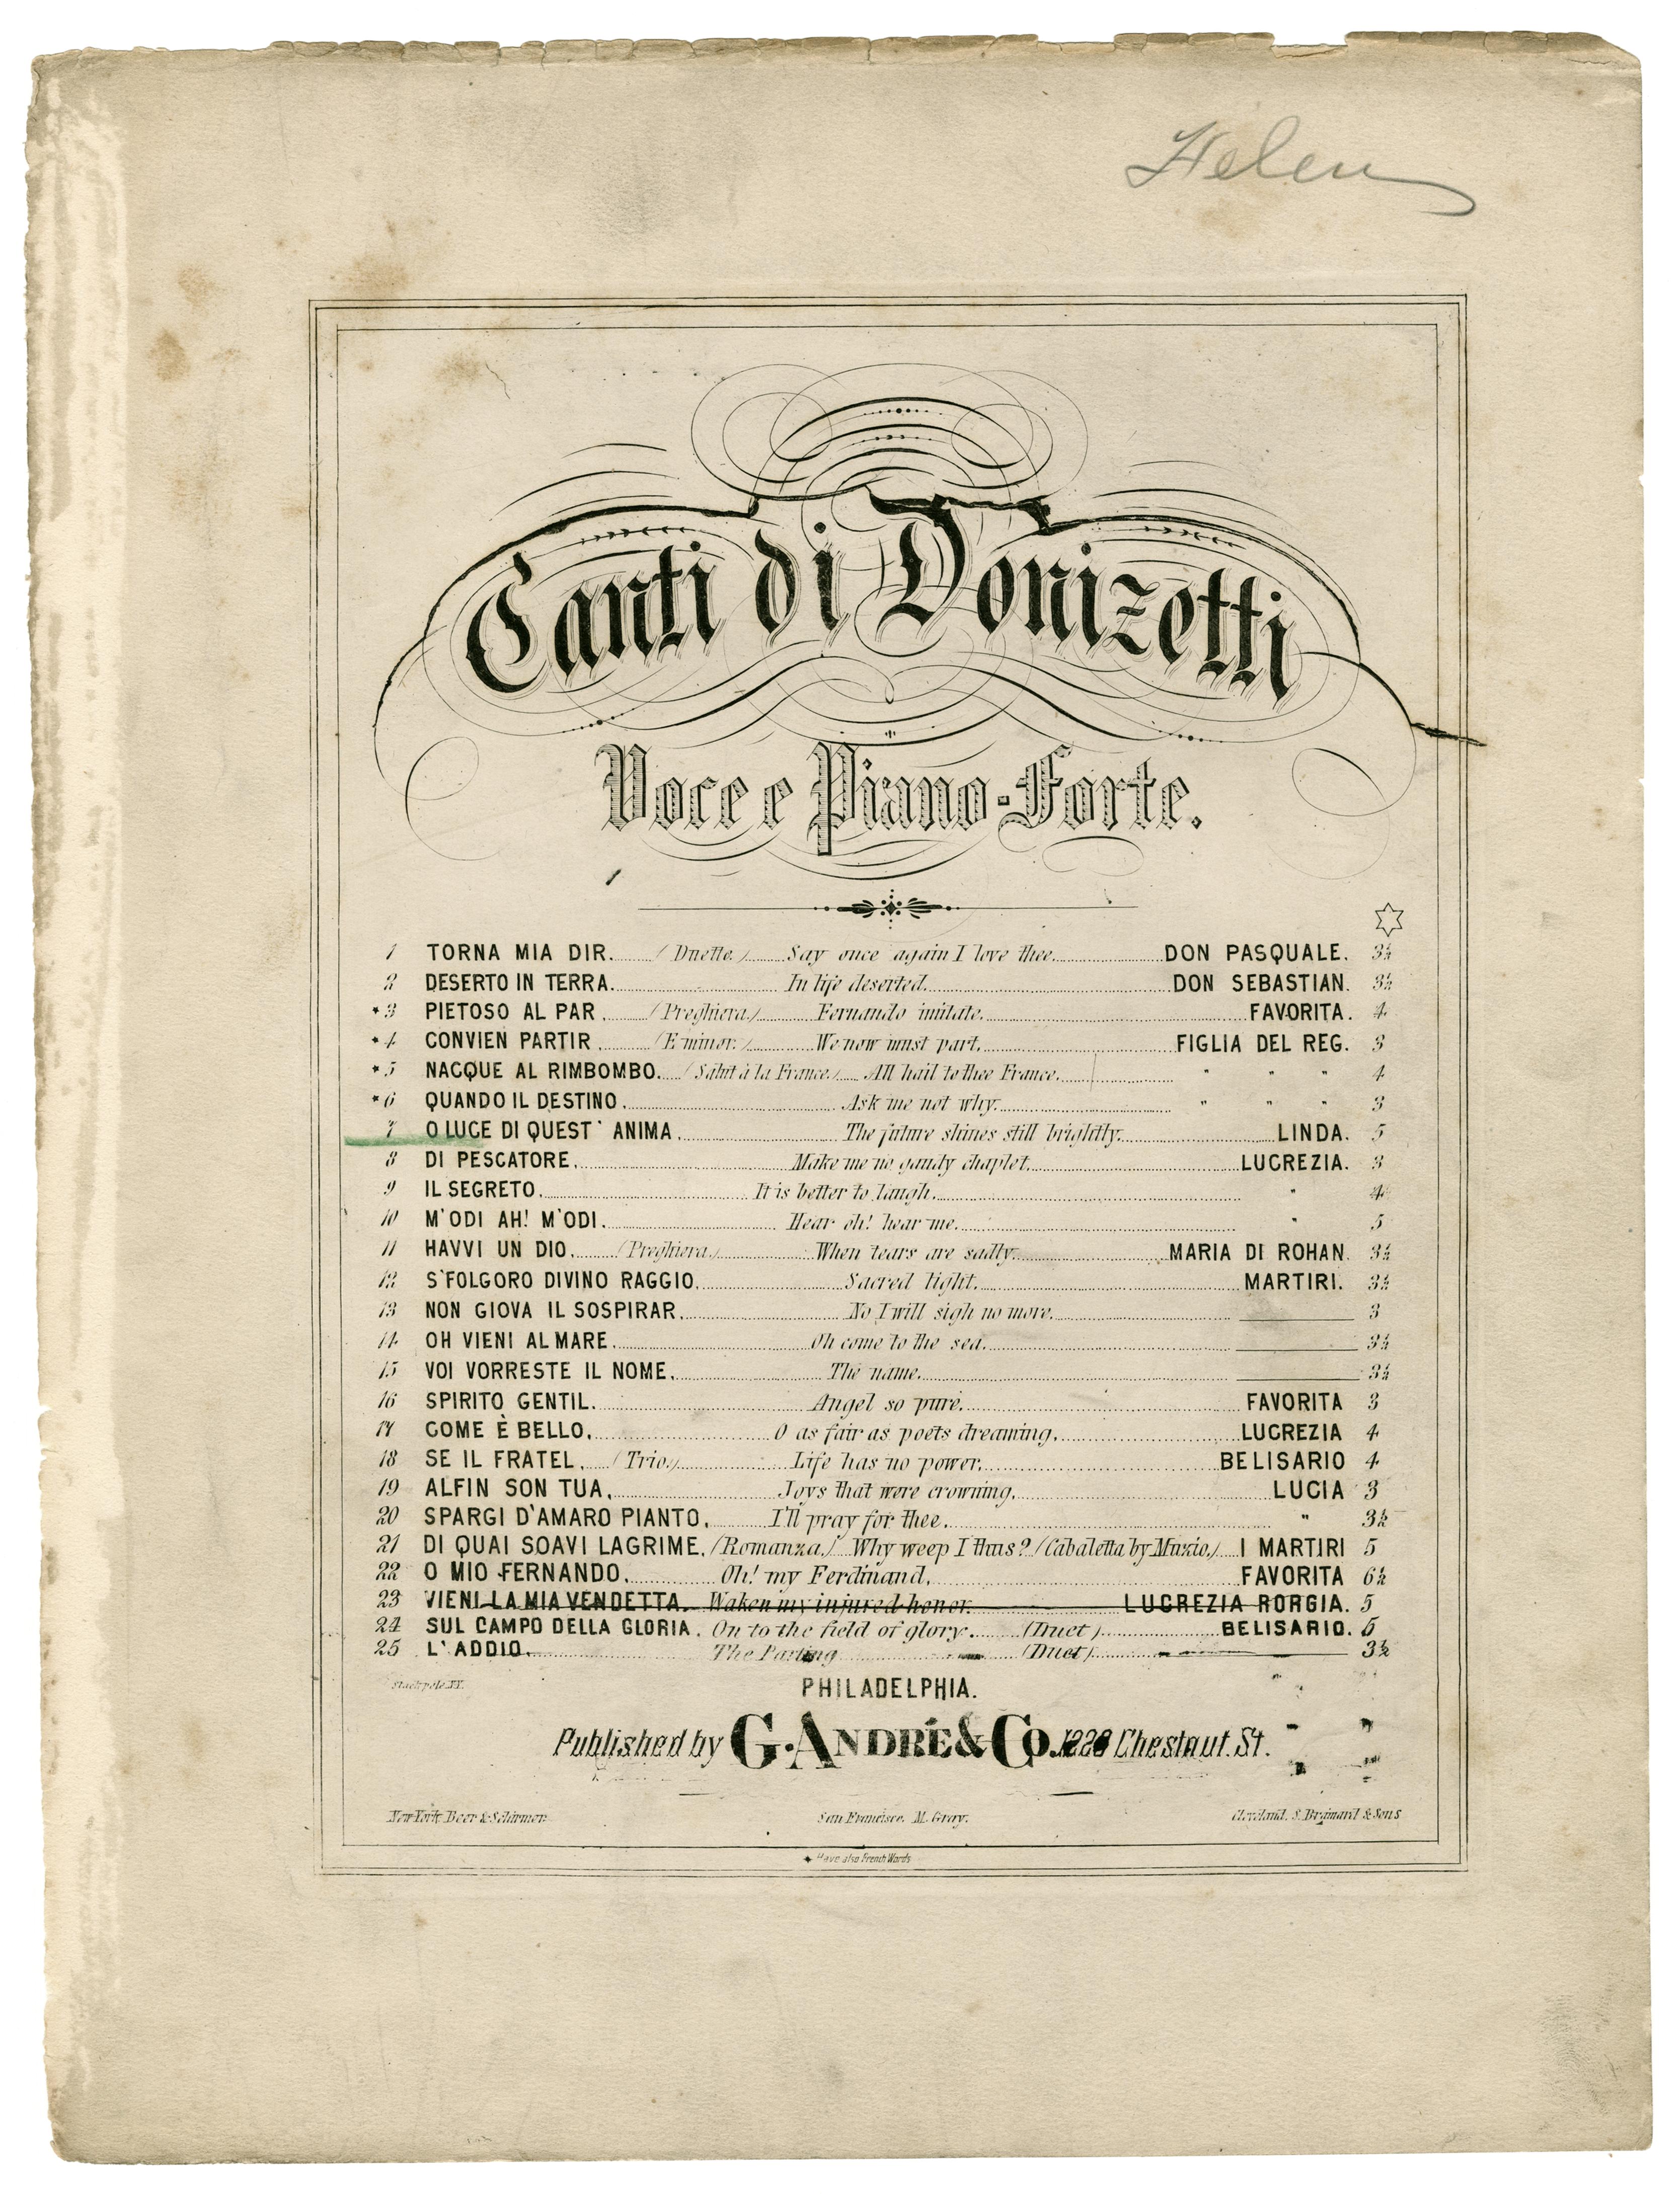 Helen
Canti di Donizetti
Voce e Piano-Forte.
1 TORNA MIA DIR. (Duette.) Say once again I love thee. DON PASQUALE. 3½
2 DESERTO IN TERRA. In life deserted. DON SEBASTIAN. 3½
*3 PIETOSO AL PAR. (Preghiera.) Fernando imitate. FAVORITA. 4
*4 CONVIEN PARTIR. (E minor.) We now must part. FIGLIA DEL REG. 3
*5 NACQUE AL RIMBOMBO. (Salut à la France.) All hail to thee France. " " " 4
*6 QUANDO IL DESTINO. Ask me not why. " " " 3
7 O LUCE DI QUEST' ANIMA. The future shines still brightly. LINDA. 5
8 DI PESCATORE. Make me no gaudy chaplet. LUCREZIA. 3
9 IL SEGRETO. It is better to laugh. " 4
10 M'ODI AH! M'ODI. Hear oh! hear me. " 5
11 HAVVI UN DIO. (Preghiera.) When tears are sadly. MARIA DI ROHAN. 3½
12 S'FOLGORO DIVINO RAGGIO. Sacred light. MARTIRI. 3½
13 NON GIOVA IL SOSPIRAR. No I will sigh no more. 3
14 OH VIENI AL MARE. Oh come to the sea. 3½
15 VOI VORRESTE IL NOME. The name. 3½
16 SPIRITO GENTIL. Angel so pure. FAVORITA 3
17 COME È BELLO. O as fair as poets dreaming. LUCREZIA 4
18 SE IL FRATEL. (Trio.) Life has no power. BELISARIO 4
19 ALFIN SON TUA. Joys that were crowning. LUCIA 3
20 SPARGI D'AMARO PIANTO. I'll pray for thee. " 3½
21 DI QUAI SOAVI LAGRIME. (Romanza.) Why weep I thus? (Cabaletta by Muzio.) I MARTIRI 5
22 O MIO FERNANDO. Oh! my Ferdinand. FAVORITA 6½
23 VIENI LA MIA VENDETTA. Waken my injured honor. LUCREZIA BORGIA. 5
24 SUL CAMPO DELLA GLORIA. On to the field of glory. (Duet) BELISARIO. 5
25 L'ADDIO. The Parting (Duet) 3½
Stackpole
PHILADELPHIA.
Published by G. ANDRÉ & Co. Chestnut. St.
New York, Beer & Schirmer. San Francisco, M. Gray. Cleveland, S. Brainard & Sons
* Have also French Words